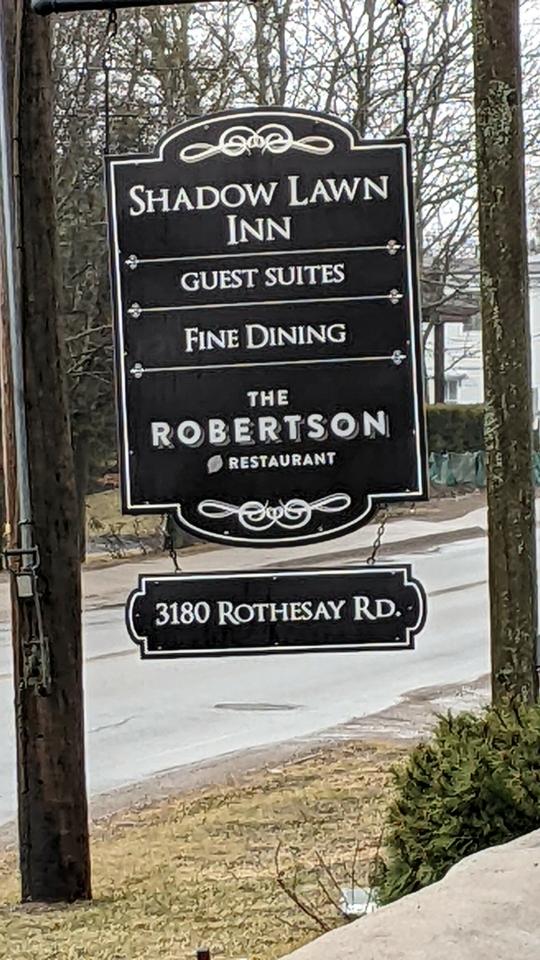 SHADOW LAWN
INN
GUEST SUITES
FINE DINING
THE
ROBERTSON
RESTAURANT
3180 ROTHESAY RD.